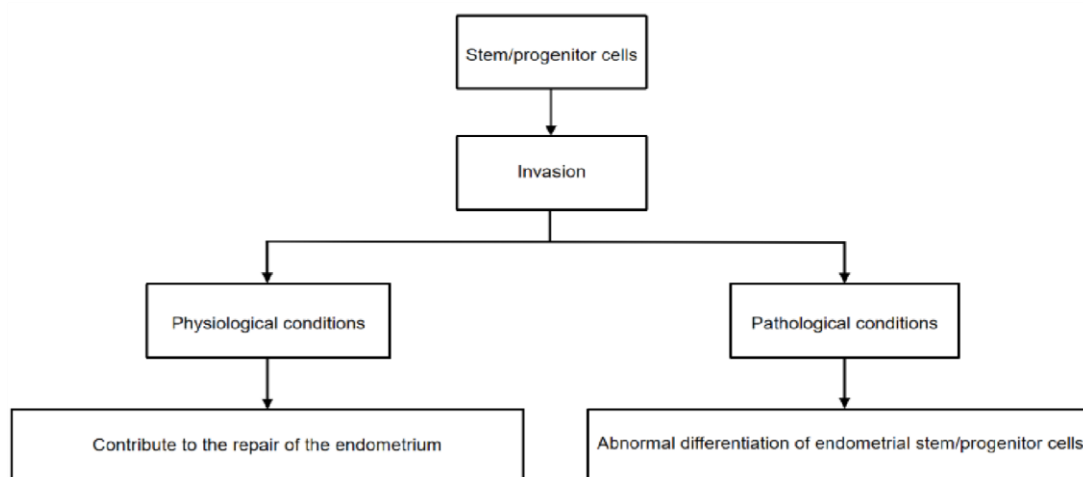 Stem/progenitor cells
Invasion
Physiological conditions
Pathological conditions
Contribute to the repair of the endometrium
Abnormal differentiation of endometrial stem/progenitor cells